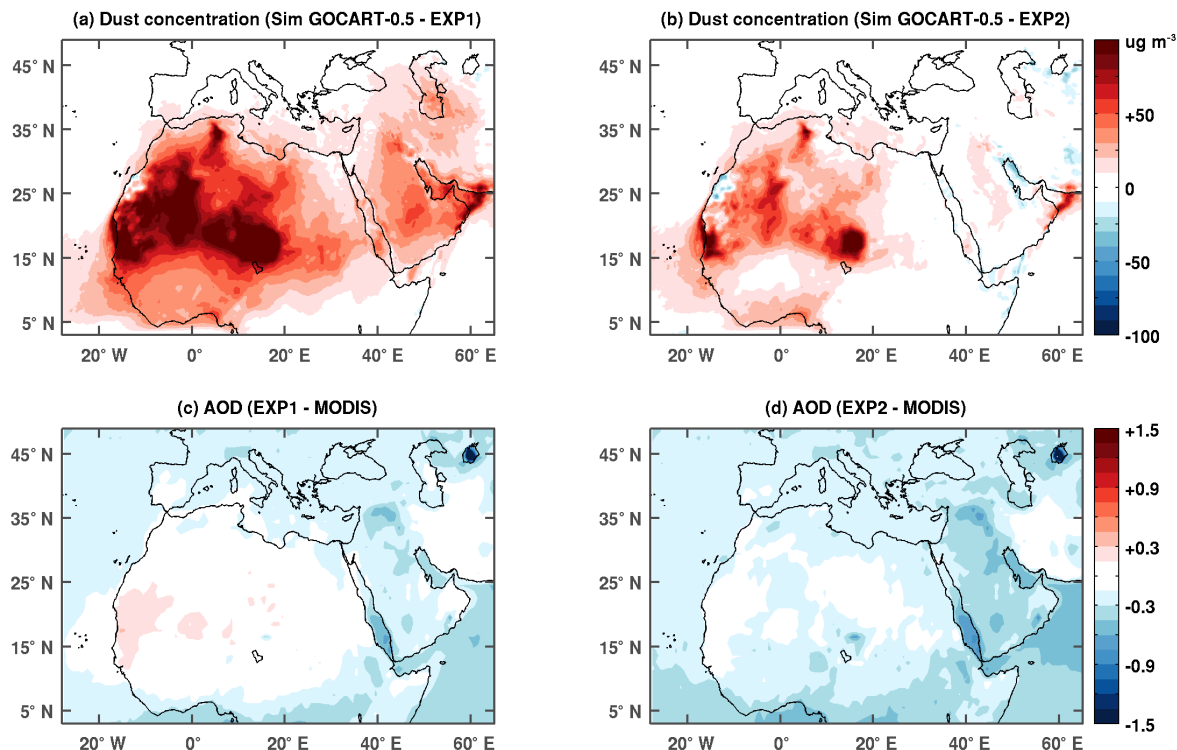 (a) Dust concentration (Sim GOCART-0.5 - EXP1)
(b) Dust concentration (Sim GOCART-0.5 - EXP2)
45° N
35° N
25° N
15° N
5° N
20° W
0°
20° E
40° E
60° E
45° N
35° N
25° N
15° N
5° N
20° W
0°
20° E
40° E
60° E
ug m⁻³
+50
0
-50
-100
(c) AOD (EXP1 - MODIS)
(d) AOD (EXP2 - MODIS)
45° N
35° N
25° N
15° N
5° N
20° W
0°
20° E
40° E
60° E
45° N
35° N
25° N
15° N
5° N
20° W
0°
20° E
40° E
60° E
+1.5
+0.9
+0.3
-0.3
-0.9
-1.5